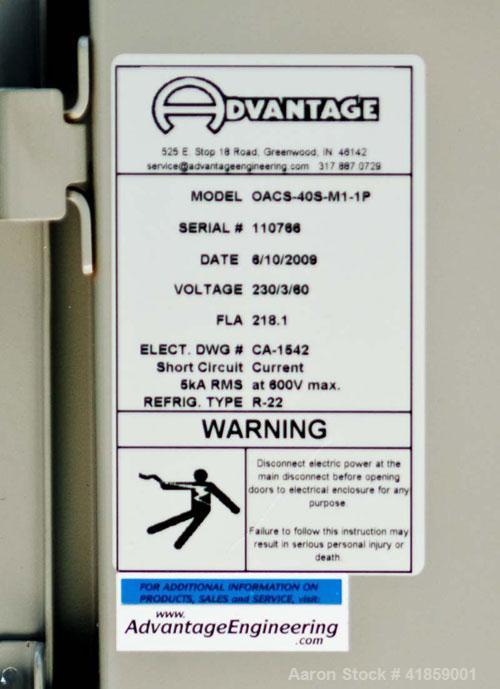 ADVANTAGE
525 E. Stop 18 Road, Greenwood, IN 46142
service@advantageengineering.com 317 887 0729
MODEL OACS-40S-M1-1P
SERIAL # 110766
DATE 6/10/2009
VOLTAGE 230/3/60
FLA 218.1
ELECT. DWG # CA-1542
Short Circuit Current
5kA RMS at 600V max.
REFRIG. TYPE R-22
WARNING
Disconnect electric power at the
main disconnect before opening
doors to electrical enclosure for any
purpose.
Failure to follow this instruction may
result in serious personal injury or
death.
FOR ADDITIONAL INFORMATION ON
PRODUCTS, SALES and SERVICE, visit:
www.
AdvantageEngineering
.com
Aaron Stock # 41859001